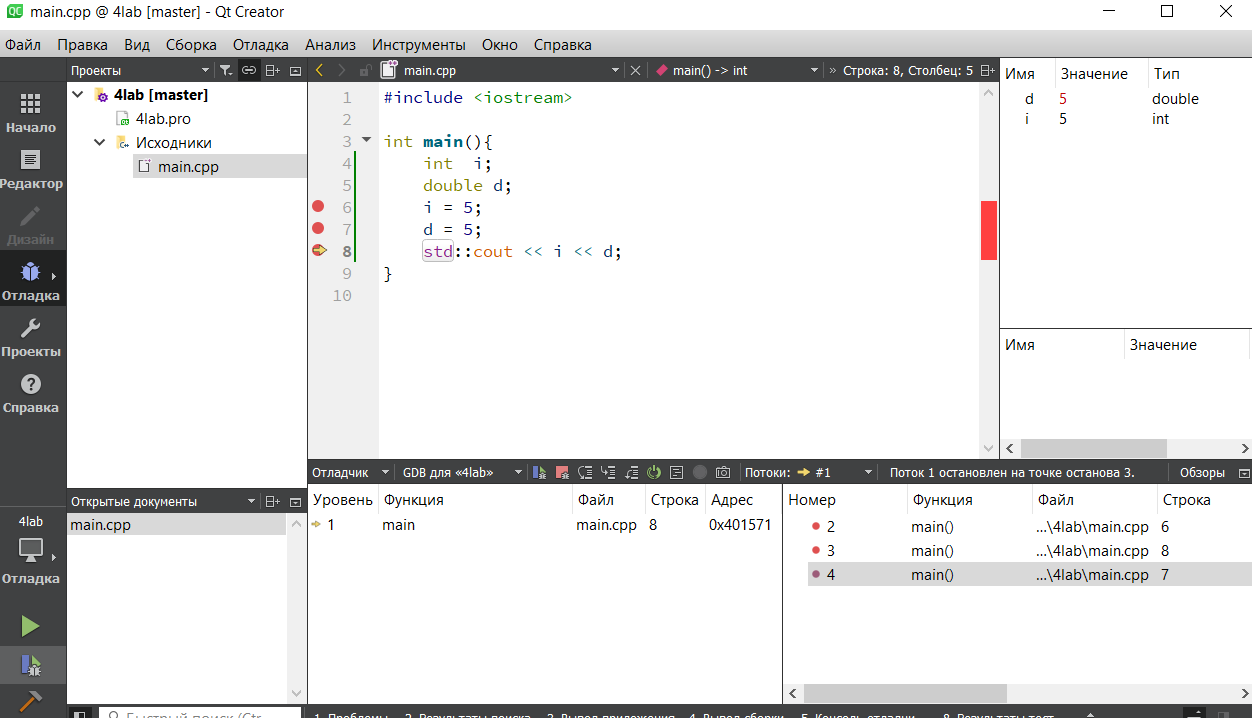 main.cpp @ 4lab [master] - Qt Creator
Файл Правка Вид Сборка Отладка Анализ Инструменты Окно Справка
Проекты
main.cpp
main() -> int
» Строка: 8, Столбец: 5
Начало
Редактор
Дизайн
Отладка
Проекты
Справка
4lab [master]
4lab.pro
Исходники
main.cpp
1 #include <iostream>
2
3 int main(){
4 int i;
5 double d;
6 i = 5;
7 d = 5;
8 std::cout << i << d;
9 }
10
Имя Значение Тип
d 5 double
i 5 int
Имя Значение
Открытые документы
main.cpp
4lab
Отладка
Отладчик GDB для «4lab» Потоки: #1 Поток 1 остановлен на точке останова 3. Обзоры
Уровень Функция Файл Строка Адрес
1 main main.cpp 8 0x401571
Номер Функция Файл Строка
2 main() ...\4lab\main.cpp 6
3 main() ...\4lab\main.cpp 8
4 main() ...\4lab\main.cpp 7
Быстрый поиск (Ctr
1 Проблемы 2 Результаты поиска 3 Вывод приложения 4 Вывод сборки 5 Консоль отладчи 8 Результаты тест